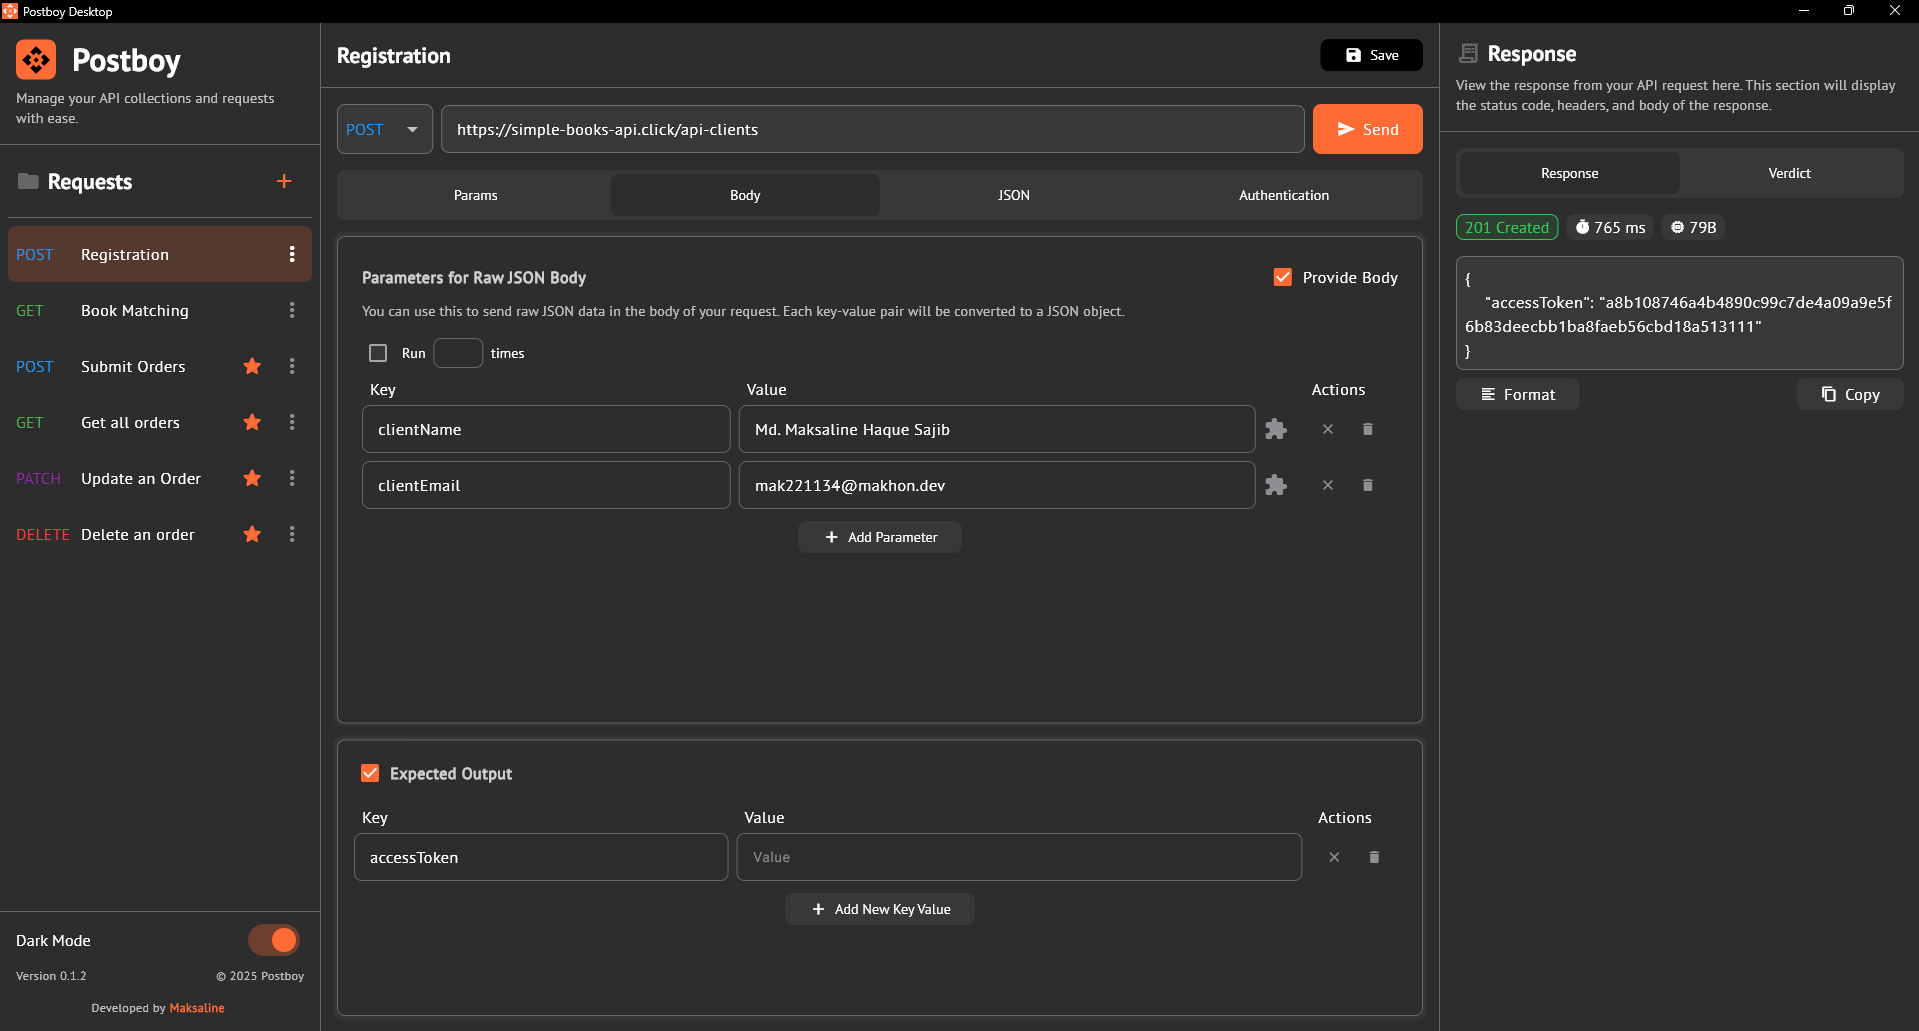 Postboy Desktop
Postboy
Manage your API collections and requests
with ease.
Requests
POST Registration
GET Book Matching
POST Submit Orders
GET Get all orders
PATCH Update an Order
DELETE Delete an order
Dark Mode
Version 0.1.2 © 2025 Postboy
Developed by Maksaline
Registration
Save
POST https://simple-books-api.click/api-clients Send
Params Body JSON Authentication
Parameters for Raw JSON Body Provide Body
You can use this to send raw JSON data in the body of your request. Each key-value pair will be converted to a JSON object.
Run times
Key Value Actions
clientName Md. Maksaline Haque Sajib
clientEmail mak221134@makhon.dev
Add Parameter
Expected Output
Key Value Actions
accessToken Value
Add New Key Value
Response
View the response from your API request here. This section will display
the status code, headers, and body of the response.
Response Verdict
201 Created 765 ms 79B
{
"accessToken": "a8b108746a4b4890c99c7de4a09a9e5f
6b83deecbb1ba8faeb56cbd18a513111"
}
Format Copy